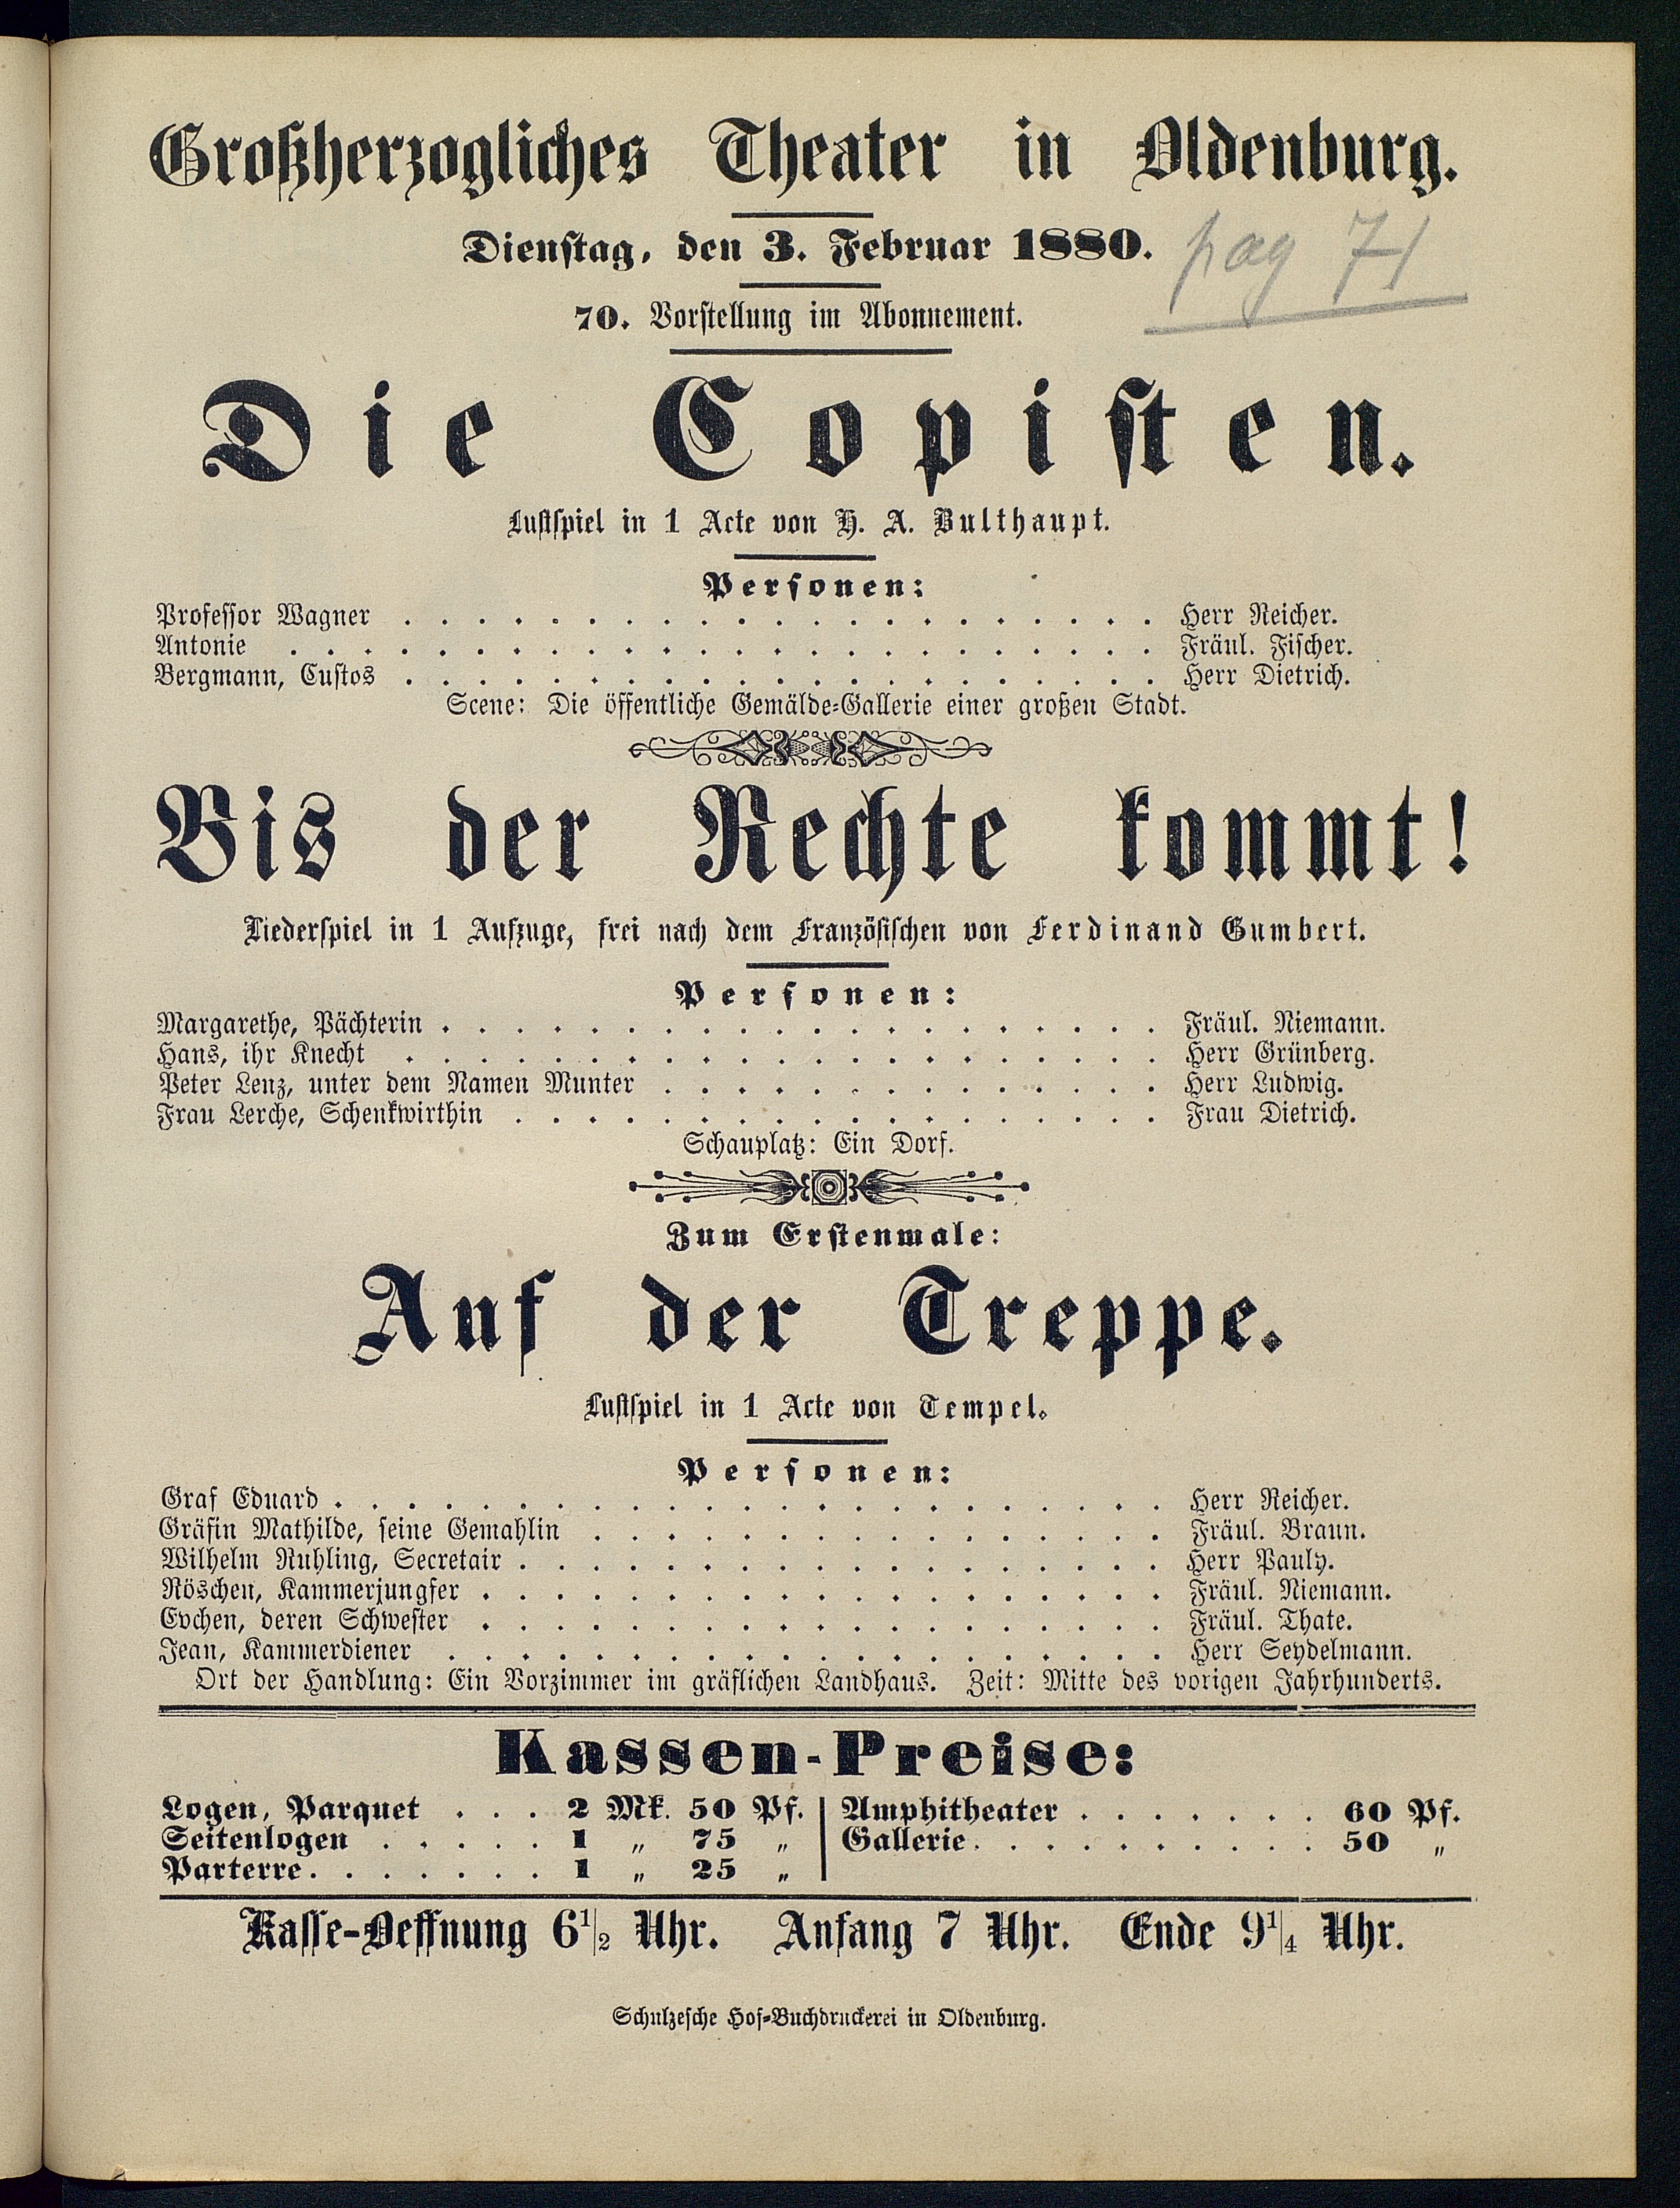 Großherzogliches Theater in Oldenburg.
Dienstag, den 3. Februar 1880.
pag 71
70. Vorstellung im Abonnement.
Die Copisten.
Lustspiel in 1 Acte von H. A. Bulthaupt.
Personen:
Professor Wagner . . . . . . . . . . . . . . . . . . . . . Herr Reicher.
Antonie . . . . . . . . . . . . . . . . . . . . . . . . Fräul. Fischer.
Bergmann, Custos . . . . . . . . . . . . . . . . . . . . . Herr Dietrich.
Scene: Die öffentliche Gemälde-Gallerie einer großen Stadt.
Bis der Rechte kommt!
Liederspiel in 1 Aufzuge, frei nach dem Französischen von Ferdinand Gumbert.
Personen:
Margarethe, Pächterin . . . . . . . . . . . . . . . . . . . . Fräul. Niemann.
Hans, ihr Knecht . . . . . . . . . . . . . . . . . . . . . Herr Grünberg.
Peter Lenz, unter dem Namen Munter . . . . . . . . . . . . . . Herr Ludwig.
Frau Lerche, Schenkwirthin . . . . . . . . . . . . . . . . . . Frau Dietrich.
Schauplatz: Ein Dorf.
Zum Erstenmale:
Auf der Treppe.
Lustspiel in 1 Acte von Tempel.
Personen:
Graf Eduard . . . . . . . . . . . . . . . . . . . . . . . Herr Reicher.
Gräfin Mathilde, seine Gemahlin . . . . . . . . . . . . . . . . Fräul. Braun.
Wilhelm Ruhling, Secretair . . . . . . . . . . . . . . . . . . Herr Pauly.
Röschen, Kammerjungfer . . . . . . . . . . . . . . . . . . . Fräul. Niemann.
Evchen, deren Schwester . . . . . . . . . . . . . . . . . . . Fräul. Thate.
Jean, Kammerdiener . . . . . . . . . . . . . . . . . . . . Herr Seydelmann.
Ort der Handlung: Ein Vorzimmer im gräflichen Landhaus. Zeit: Mitte des vorigen Jahrhunderts.
Kassen-Preise:
Logen, Parquet . . . 2 Mk. 50 Pf. | Amphitheater . . . . . . . 60 Pf.
Seitenlogen . . . . . 1 „ 75 „ | Gallerie . . . . . . . . . . 50 „
Parterre . . . . . . . 1 „ 25 „
Kasse-Oeffnung 6 1/2 Uhr. Anfang 7 Uhr. Ende 9 1/4 Uhr.
Schulzesche Hof-Buchdruckerei in Oldenburg.